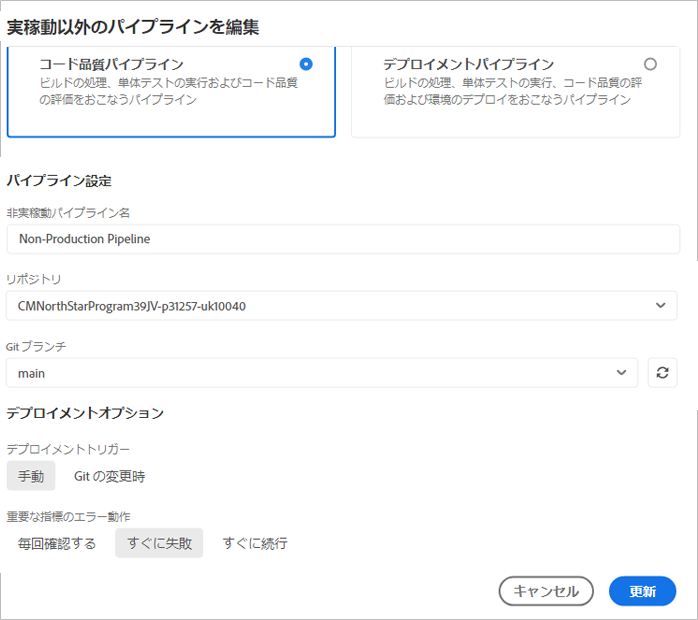 実稼動以外のパイプラインを編集
コード品質パイプライン
ビルドの処理、単体テストの実行およびコード品質
の評価をおこなうパイプライン
デプロイメントパイプライン
ビルドの処理、単体テストの実行、コード品質の評
価および環境のデプロイをおこなうパイプライン
パイプライン設定
非実稼動パイプライン名
Non-Production Pipeline
リポジトリ
CMNorthStarProgram39JV-p31257-uk10040
Git ブランチ
main
デプロイメントオプション
デプロイメントトリガー
手動 Git の変更時
重要な指標のエラー動作
毎回確認する すぐに失敗 すぐに続行
キャンセル 更新